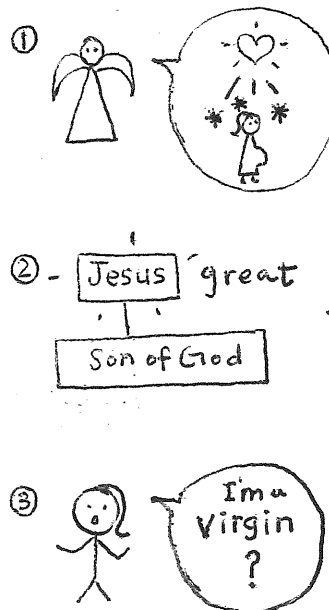 ①
②
Jesus great
Son of God
③
I'm a
Virgin
?